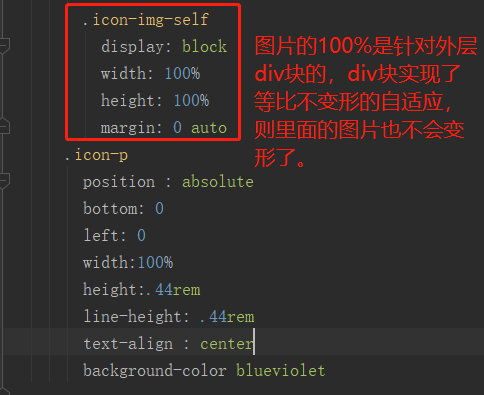 .icon-img-self
display: block
width: 100%
height: 100%
margin: 0 auto
图片的100%是针对外层
div块的，div块实现了
等比不变形的自适应，
则里面的图片也不会变
形了。
.icon-p
position : absolute
bottom: 0
left: 0
width:100%
height:.44rem
line-height: .44rem
text-align : center
background-color blueviolet